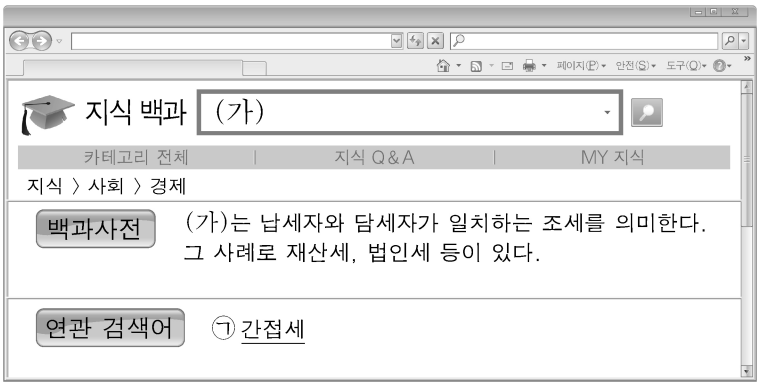 페이지(P) 안전(S) 도구(O) »
지식 백과 (가)
카테고리 전체 | 지식 Q&A | MY 지식
지식 〉 사회 〉 경제
백과사전 (가)는 납세자와 담세자가 일치하는 조세를 의미한다.
그 사례로 재산세, 법인세 등이 있다.
연관 검색어 ㉠ 간접세